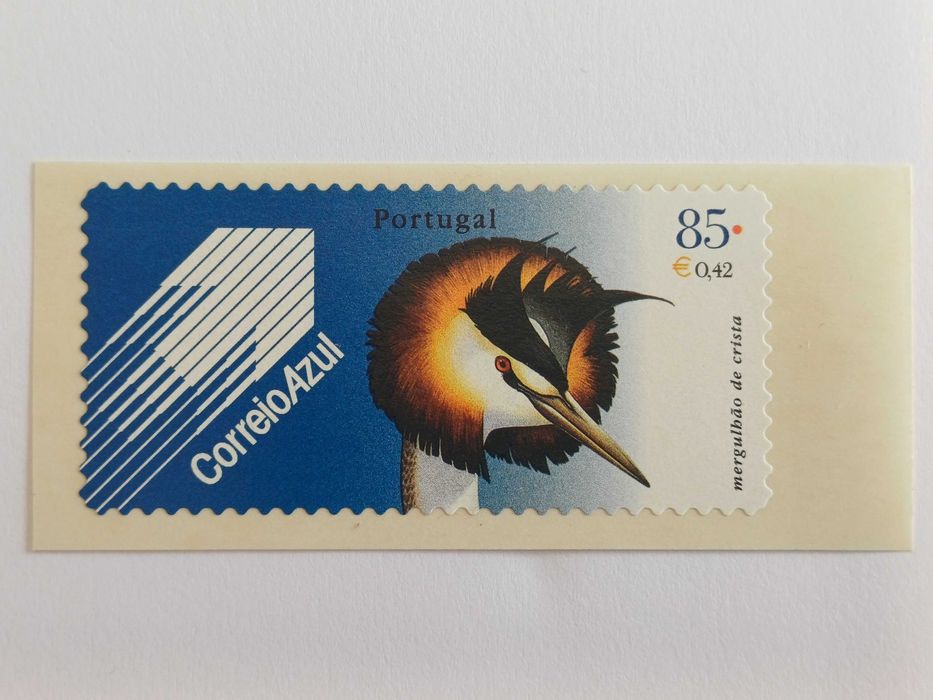 Portugal
85
€ 0,42
CorreioAzul
mergulhão de crista